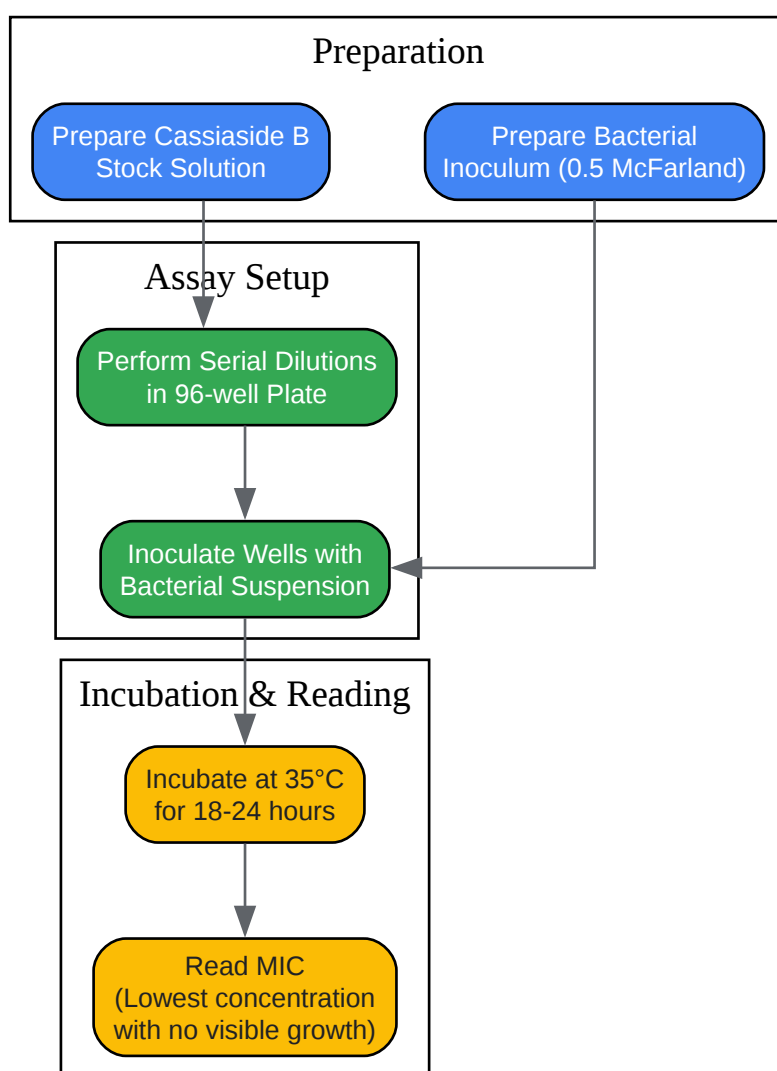 Preparation
Prepare Cassiaside B
Stock Solution
Prepare Bacterial
Inoculum (0.5 McFarland)
Assay Setup
Perform Serial Dilutions
in 96-well Plate
Inoculate Wells with
Bacterial Suspension
Incubation & Reading
Incubate at 35°C
for 18-24 hours
Read MIC
(Lowest concentration
with no visible growth)